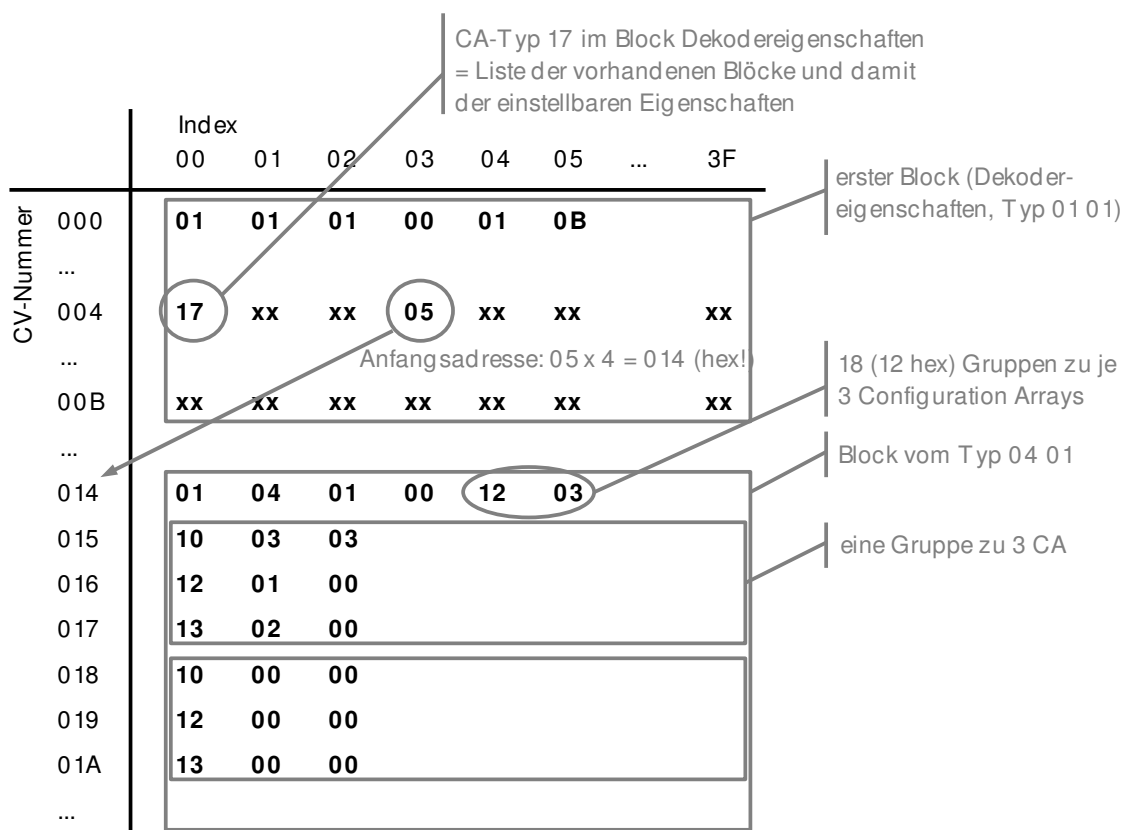 CA-Typ 17 im Block Dekodereigenschaften
= Liste der vorhandenen Blöcke und damit
der einstellbaren Eigenschaften
Index
00 01 02 03 04 05 ... 3F
erster Block (Dekoder-
eigenschaften, Typ 01 01)
CV-Nummer
000 01 01 01 00 01 0B
...
004 17 xx xx 05 xx xx xx
... Anfangsadresse: 05 x 4 = 014 (hex!)
18 (12 hex) Gruppen zu je
3 Configuration Arrays
00B xx xx xx xx xx xx xx
...
Block vom Typ 04 01
014 01 04 01 00 12 03
015 10 03 03
eine Gruppe zu 3 CA
016 12 01 00
017 13 02 00
018 10 00 00
019 12 00 00
01A 13 00 00
...